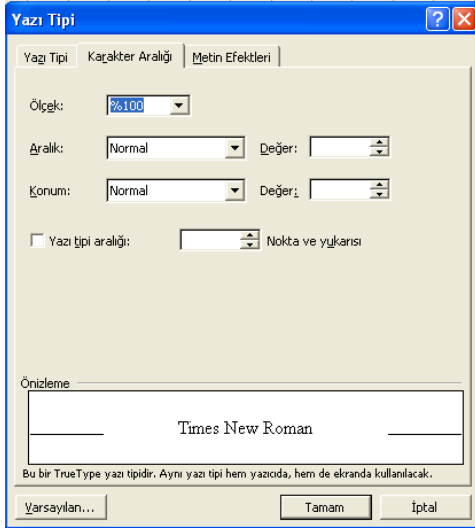 Yazı Tipi
Yazı Tipi Karakter Aralığı Metin Efektleri
Ölçek: %100
Aralık: Normal Değer:
Konum: Normal Değer:
Yazı tipi aralığı: Nokta ve yukarısı
Önizleme
Times New Roman
Bu bir TrueType yazı tipidir. Aynı yazı tipi hem yazıcıda, hem de ekranda kullanılacak.
Varsayılan... Tamam İptal